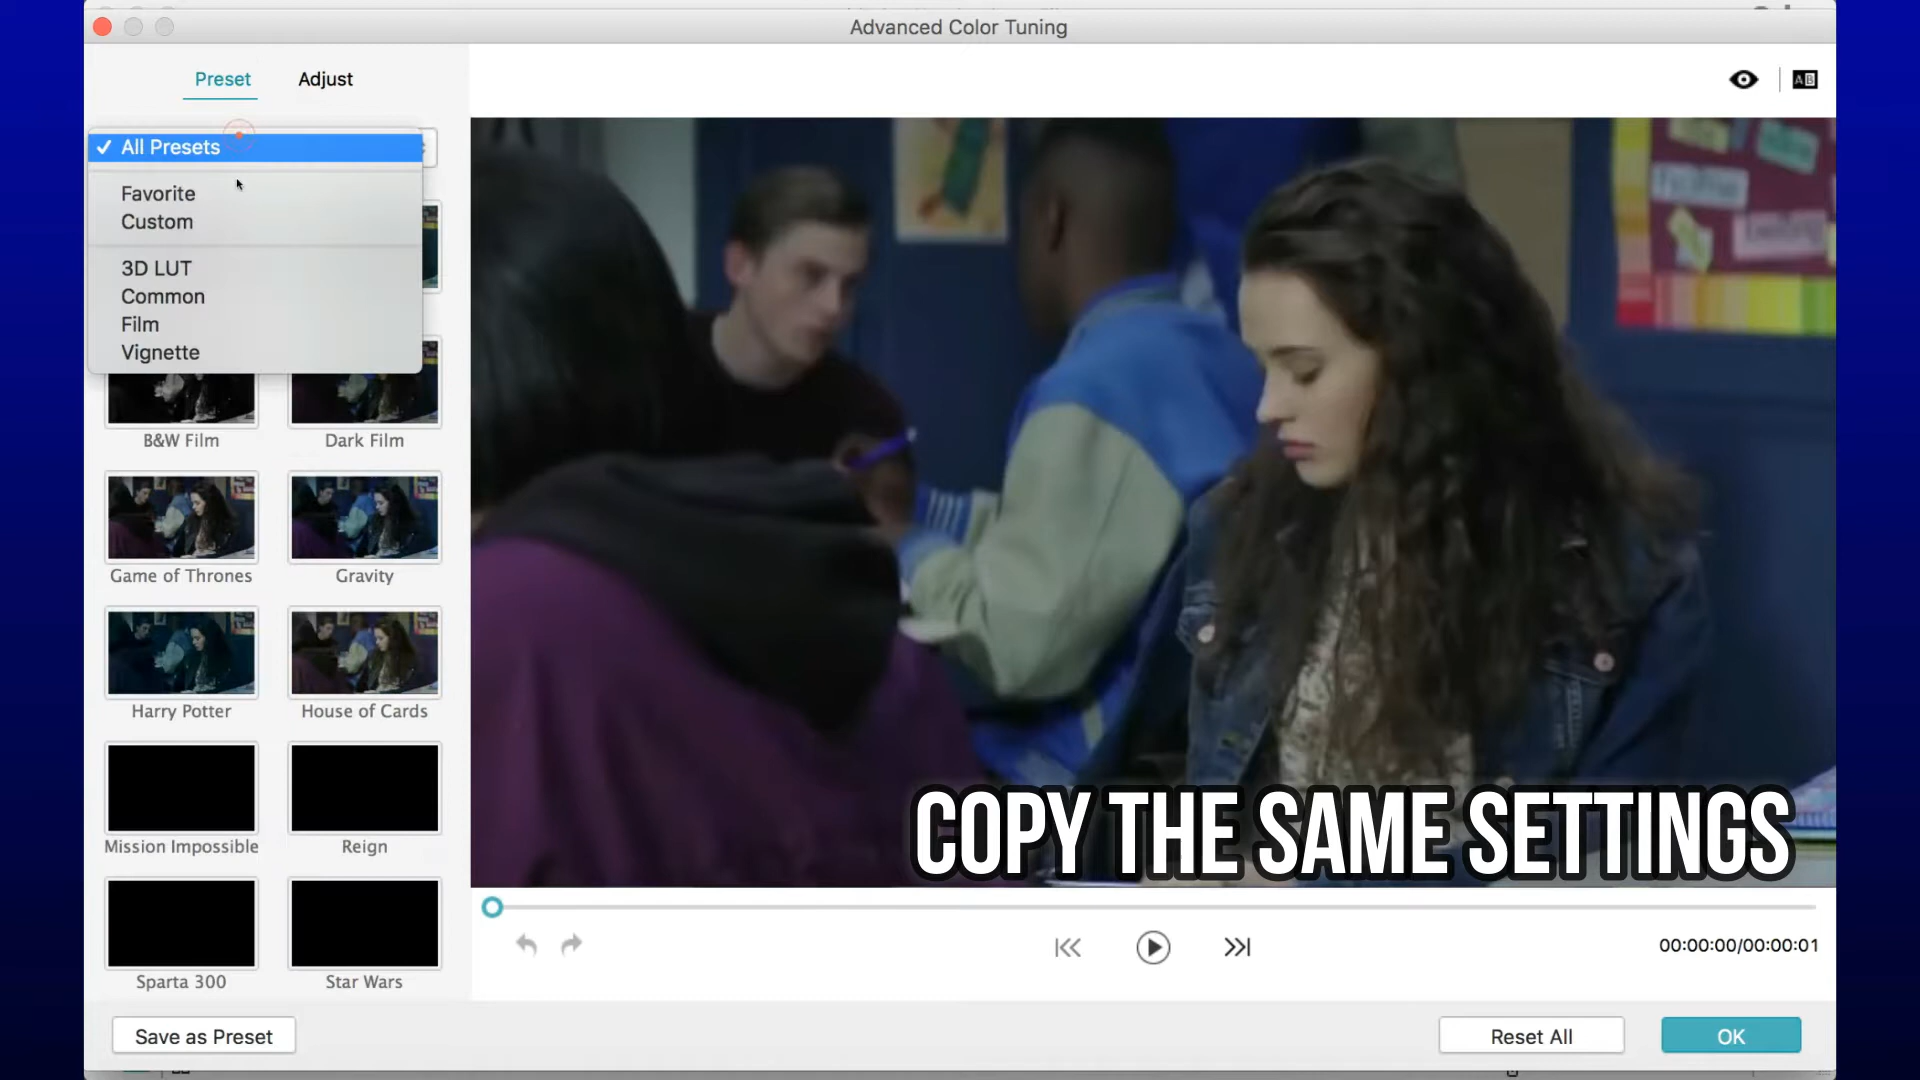 Advanced Color Tuning
Preset
Adjust
All Presets
Favorite
Custom
3D LUT
Common
Film
Vignette
B&W Film
Dark Film
Game of Thrones
Gravity
Harry Potter
House of Cards
Mission Impossible
Reign
Sparta 300
Star Wars
COPY THE SAME SETTINGS
00:00:00/00:00:01
Save as Preset
Reset All
OK